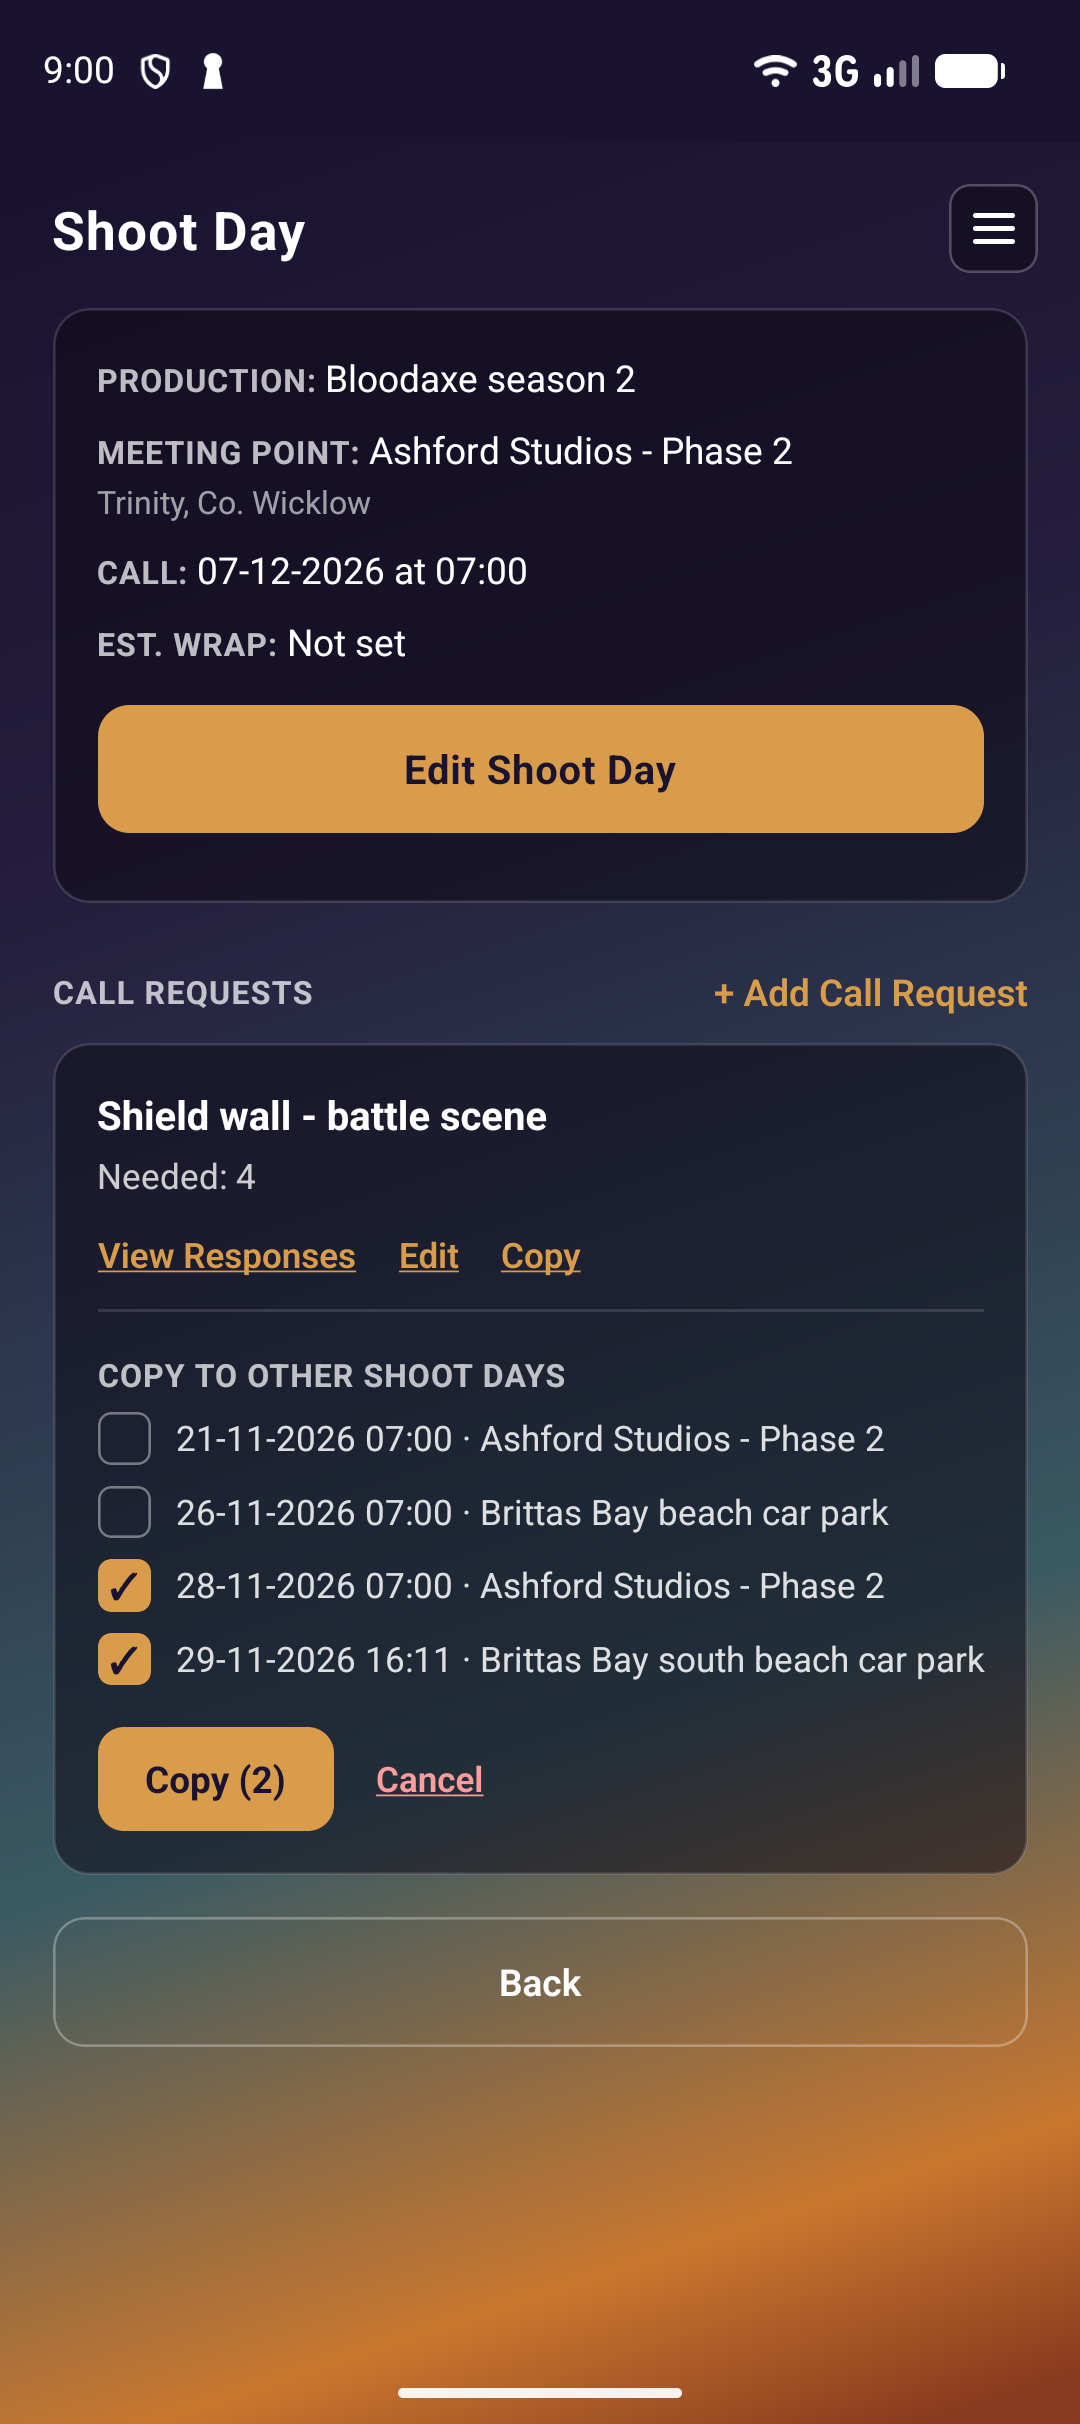 9:00
3G
Shoot Day
PRODUCTION: Bloodaxe season 2
MEETING POINT: Ashford Studios - Phase 2
Trinity, Co. Wicklow
CALL: 07-12-2026 at 07:00
EST. WRAP: Not set
Edit Shoot Day
CALL REQUESTS
+ Add Call Request
Shield wall - battle scene
Needed: 4
View Responses Edit Copy
COPY TO OTHER SHOOT DAYS
21-11-2026 07:00 · Ashford Studios - Phase 2
26-11-2026 07:00 · Brittas Bay beach car park
28-11-2026 07:00 · Ashford Studios - Phase 2
29-11-2026 16:11 · Brittas Bay south beach car park
Copy (2) Cancel
Back